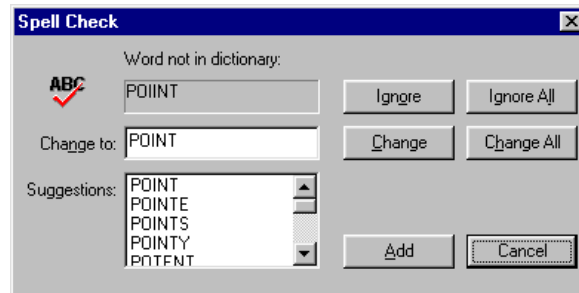 Spell Check
Word not in dictionary:
ABC
POIINT
Ignore
Ignore All
Change to:
POINT
Change
Change All
Suggestions:
POINT
POINTE
POINTS
POINTY
POTENT
Add
Cancel